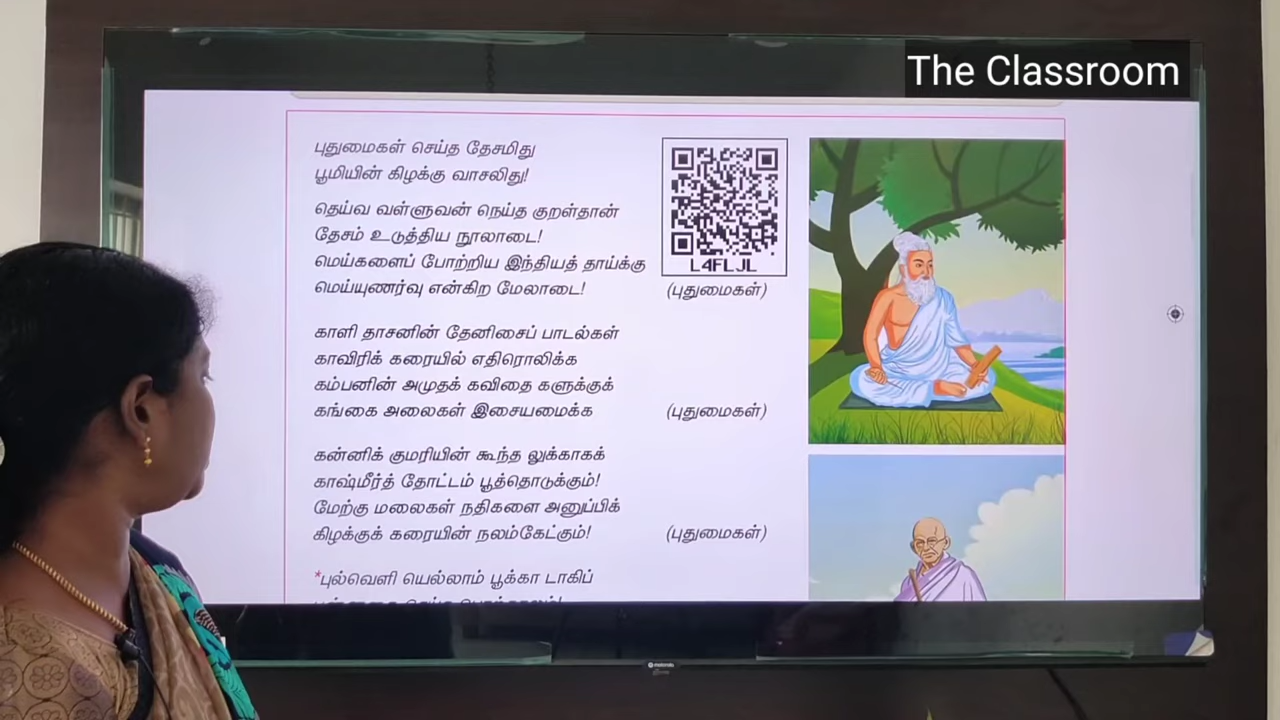 The Classroom
புதுமைகள் செய்த தேசமிது
பூமியின் கிழக்கு வாசலிது!
தெய்வ வள்ளுவன் நெய்த குறள்தான்
தேசம் உடுத்திய நூலாடை!
மெய்களைப் போற்றிய இந்தியத் தாய்க்கு
மெய்யுணர்வு என்கிற மேலாடை! (புதுமைகள்)
காளி தாசனின் தேனிசைப் பாடல்கள்
காவிரிக் கரையில் எதிரொலிக்க
கம்பனின் அமுதக் கவிதை களுக்குக்
கங்கை அலைகள் இசையமைக்க (புதுமைகள்)
கன்னிக் குமரியின் கூந்த லுக்காகக்
காஷ்மீர்த் தோட்டம் பூத்தொடுக்கும்!
மேற்கு மலைகள் நதிகளை அனுப்பிக்
கிழக்குக் கரையின் நலம்கேட்கும்! (புதுமைகள்)
*புல்வெளி யெல்லாம் பூக்கா டாகிப்
L4FLJL
motorola